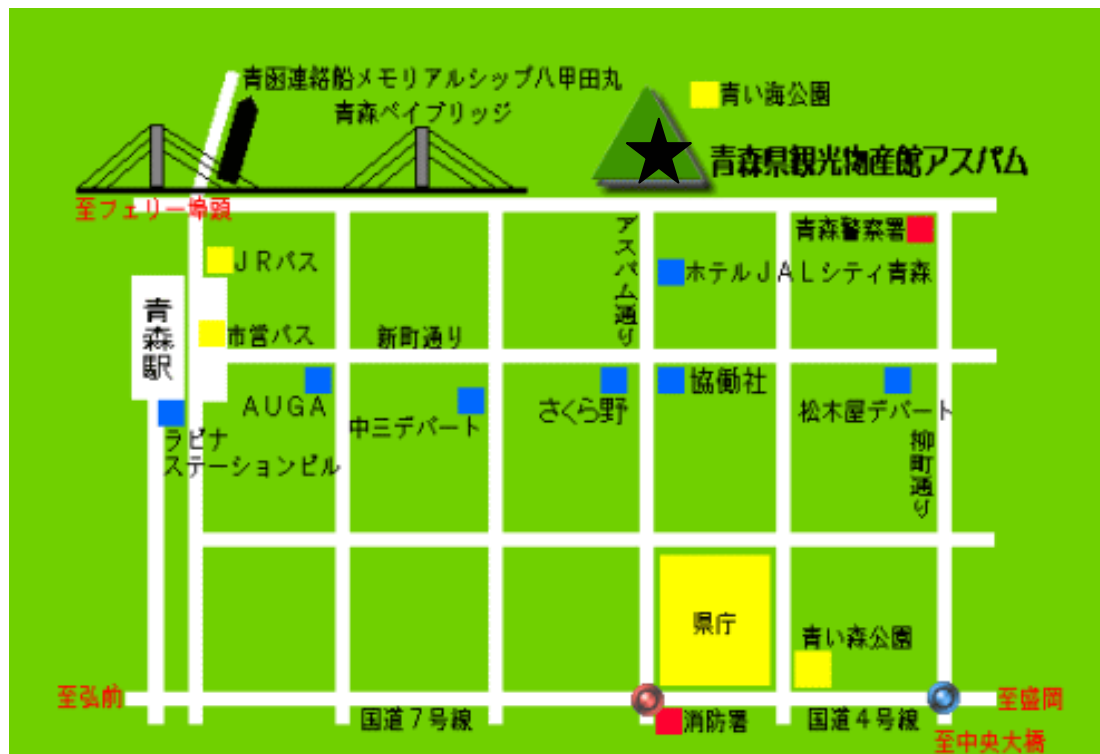 青函連絡船メモリアルシップ八甲田丸
青い海公園
青森ベイブリッジ
青森県観光物産館アスパム
至フェリー埠頭
アスパム通り
青森警察署
JRバス
ホテルJALシティ青森
青森駅
市営バス
新町通り
AUGA
中三デパート
さくら野
協働社
松木屋デパート
ラビナ
ステーションビル
柳町通り
県庁
青い森公園
至弘前
国道7号線
消防署
国道4号線
至盛岡
至中央大橋